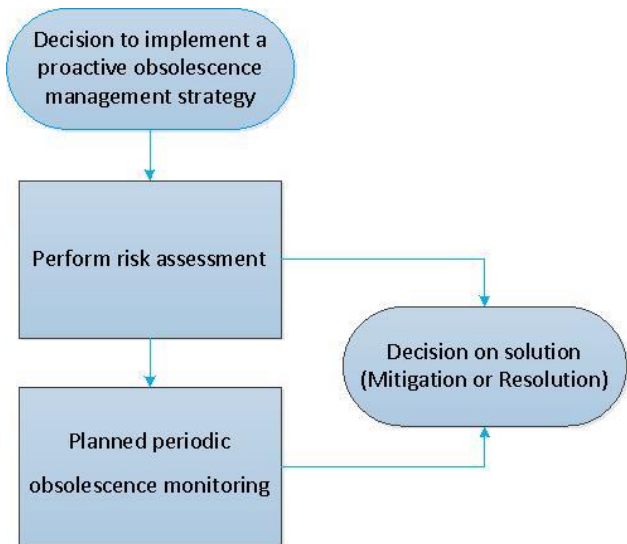 Decision to implement a
proactive obsolescence
management strategy
Perform risk assessment
Decision on solution
(Mitigation or Resolution)
Planned periodic
obsolescence monitoring